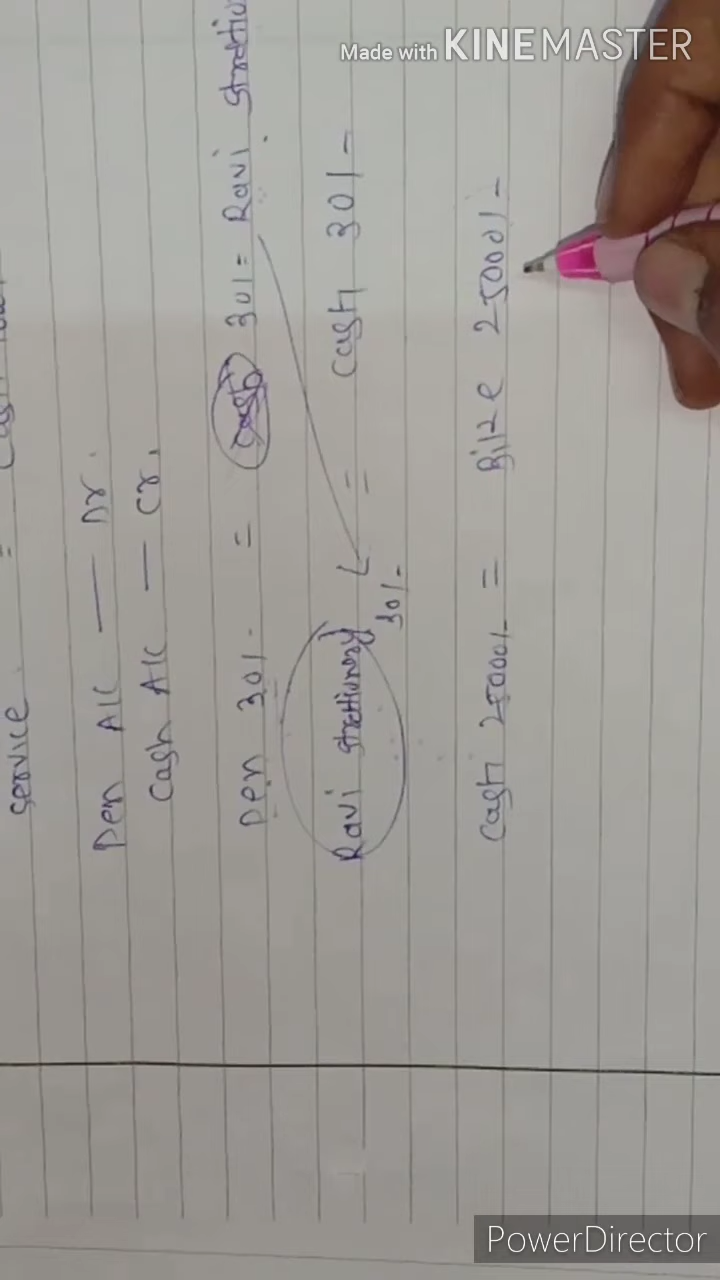 Made with KINEMASTER
service =
Pen A/C — Dr.
Cash A/C — Cr.
Pen 30/- = Cash 30/= Ravi
Ravi stationery = Cash 30/-
30/-
Cash 25000/- = Bike 25000/-
PowerDirector